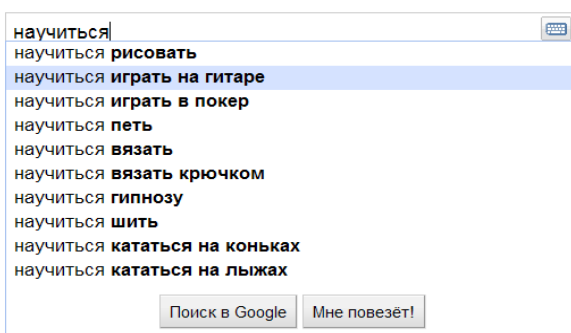 научиться
научиться рисовать
научиться играть на гитаре
научиться играть в покер
научиться петь
научиться вязать
научиться вязать крючком
научиться гипнозу
научиться шить
научиться кататься на коньках
научиться кататься на лыжах
Поиск в Google Мне повезёт!